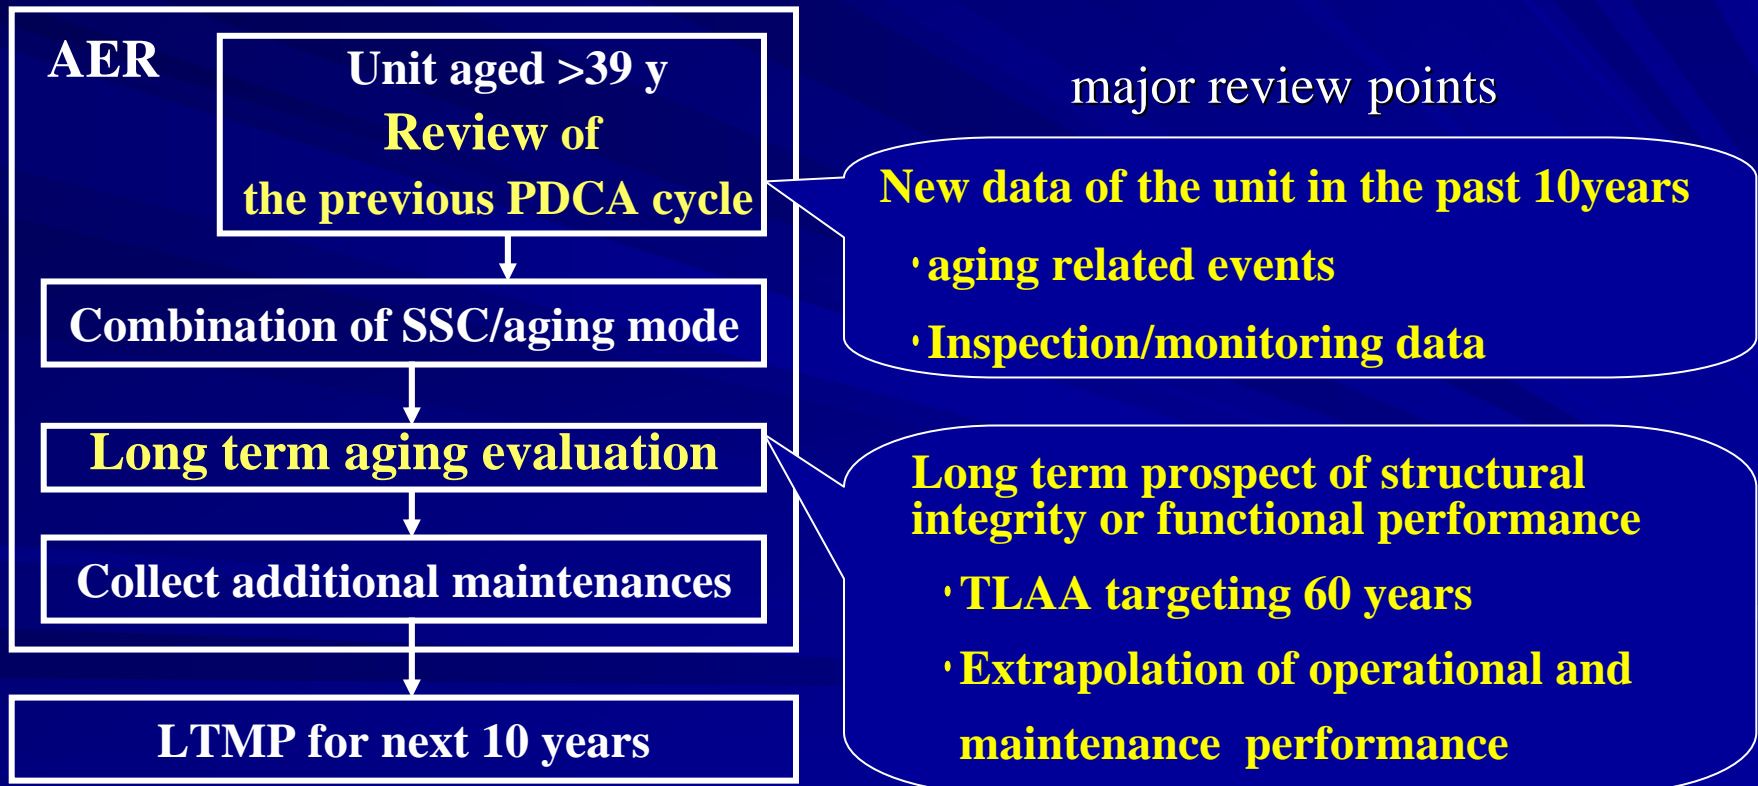 AER
Unit aged >39 y
Review of
the previous PDCA cycle
Combination of SSC/aging mode
Long term aging evaluation
Collect additional maintenances
LTMP for next 10 years
major review points
New data of the unit in the past 10years
・aging related events
・Inspection/monitoring data
Long term prospect of structural
integrity or functional performance
・TLAA targeting 60 years
・Extrapolation of operational and
maintenance performance